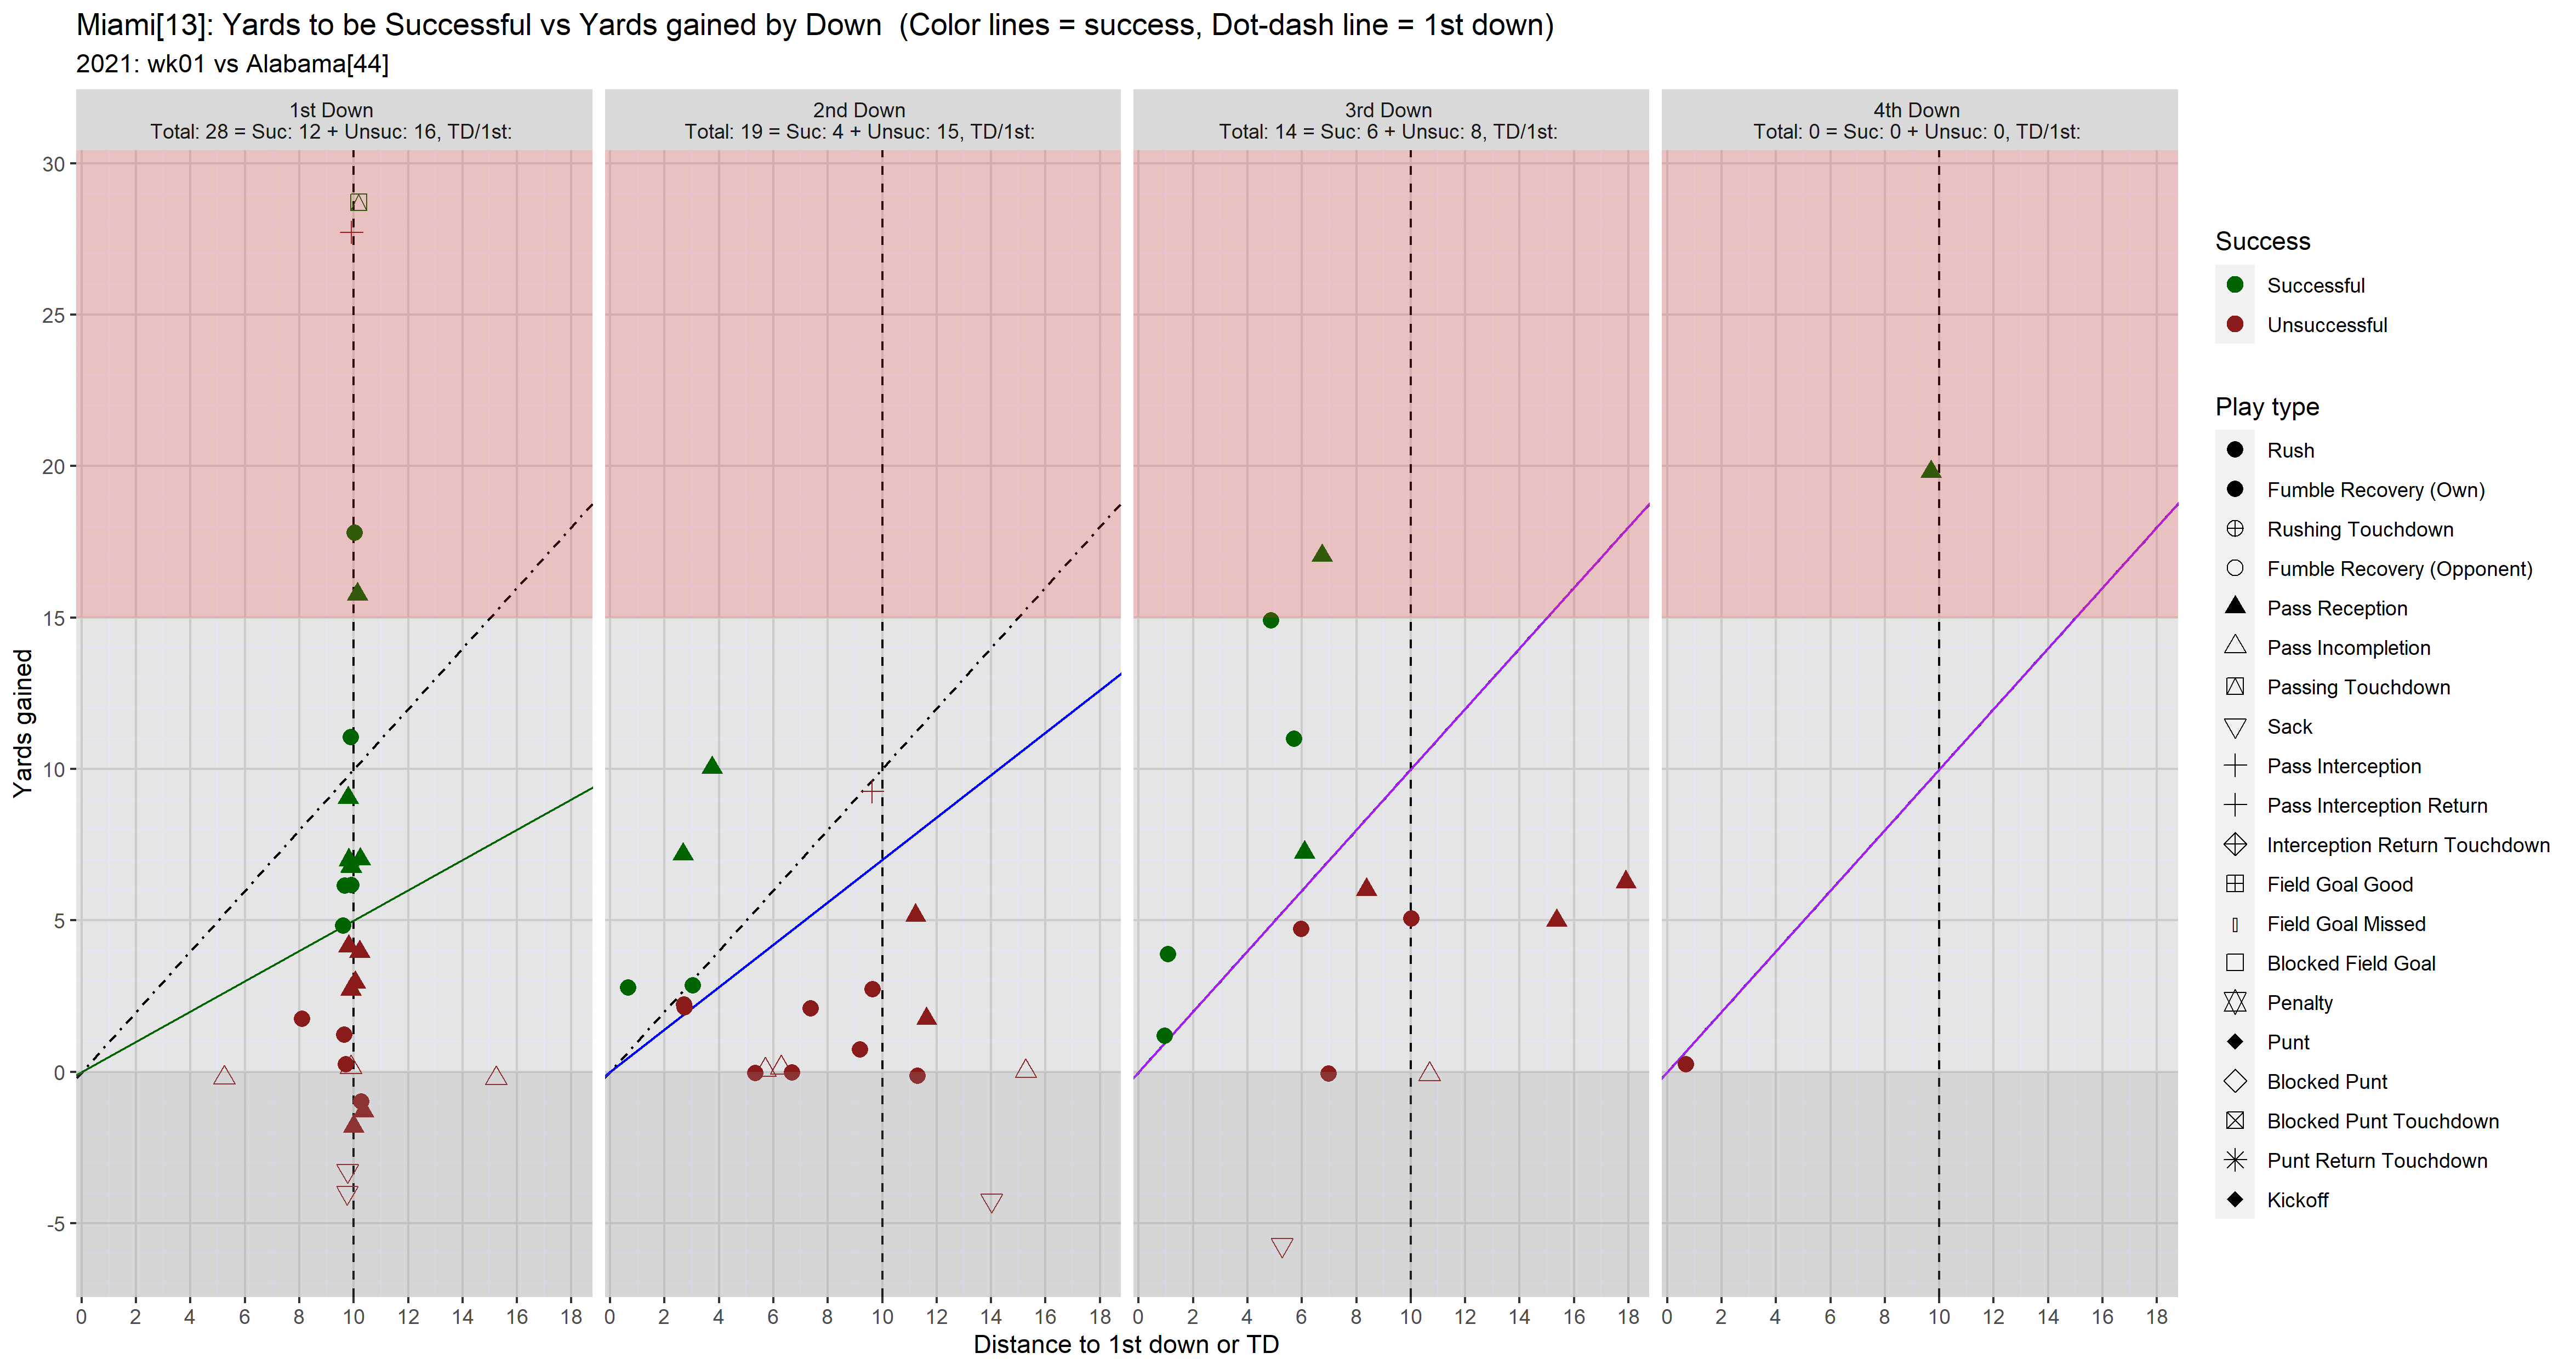 Miami[13]: Yards to be Successful vs Yards gained by Down  (Color lines = success, Dot-dash line = 1st down)
2021: wk01 vs Alabama[44]
1st Down
Total: 28 = Suc: 12 + Unsuc: 16, TD/1st:
2nd Down
Total: 19 = Suc: 4 + Unsuc: 15, TD/1st:
3rd Down
Total: 14 = Suc: 6 + Unsuc: 8, TD/1st:
4th Down
Total: 0 = Suc: 0 + Unsuc: 0, TD/1st:
Yards gained
30
25
20
15
10
5
0
-5
0 2 4 6 8 10 12 14 16 18
0 2 4 6 8 10 12 14 16 18
0 2 4 6 8 10 12 14 16 18
0 2 4 6 8 10 12 14 16 18
Distance to 1st down or TD
Success
Successful
Unsuccessful
Play type
Rush
Fumble Recovery (Own)
Rushing Touchdown
Fumble Recovery (Opponent)
Pass Reception
Pass Incompletion
Passing Touchdown
Sack
Pass Interception
Pass Interception Return
Interception Return Touchdown
Field Goal Good
Field Goal Missed
Blocked Field Goal
Penalty
Punt
Blocked Punt
Blocked Punt Touchdown
Punt Return Touchdown
Kickoff